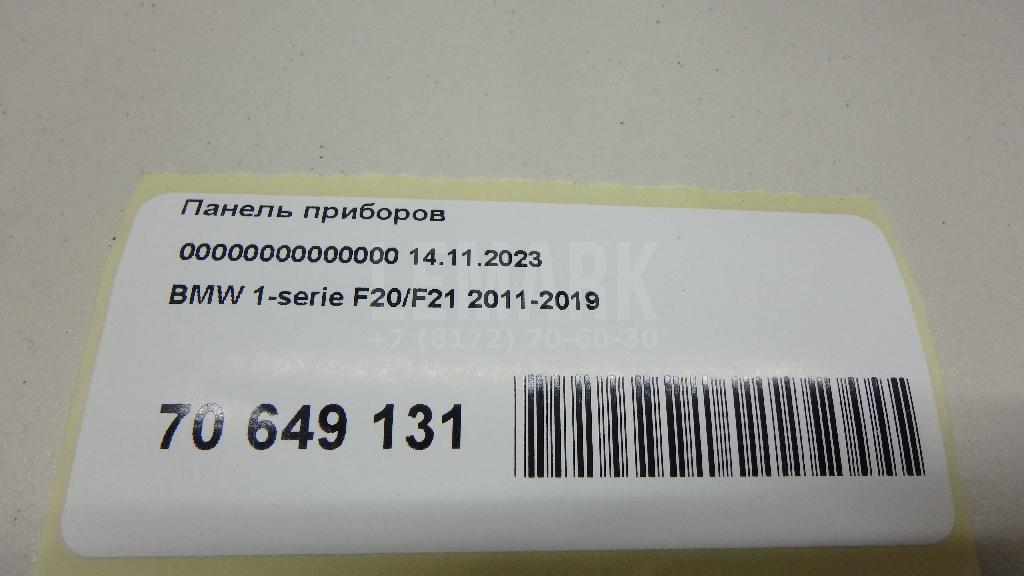 Панель приборов
00000000000000 14.11.2023
BMW 1-serie F20/F21 2011-2019
LEMARK
+7 (8172) 70-60-30
70 649 131